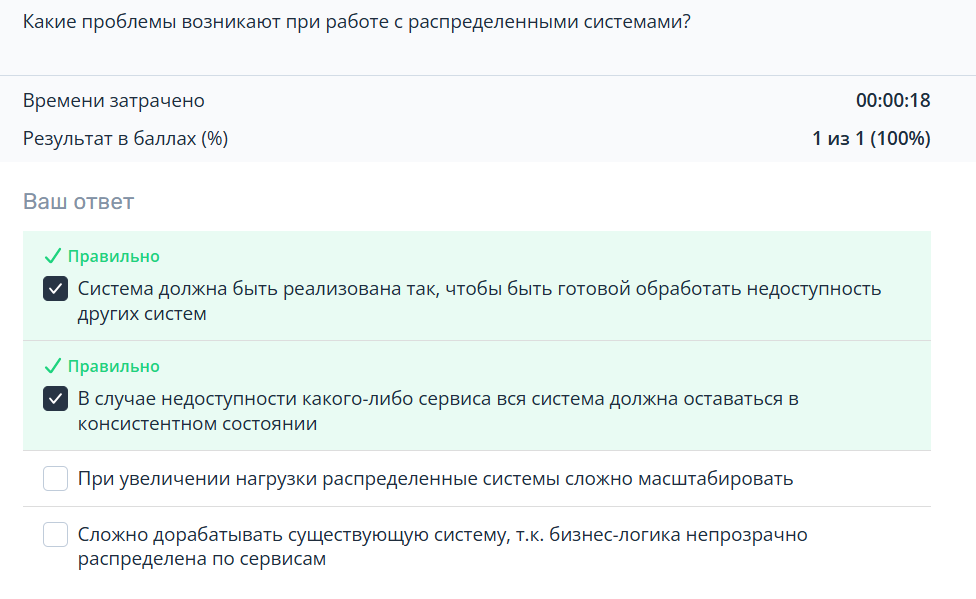 Какие проблемы возникают при работе с распределенными системами?
Времени затрачено 00:00:18
Результат в баллах (%) 1 из 1 (100%)
Ваш ответ
Правильно
Система должна быть реализована так, чтобы быть готовой обработать недоступность
других систем
Правильно
В случае недоступности какого-либо сервиса вся система должна оставаться в
консистентном состоянии
При увеличении нагрузки распределенные системы сложно масштабировать
Сложно дорабатывать существующую систему, т.к. бизнес-логика непрозрачно
распределена по сервисам